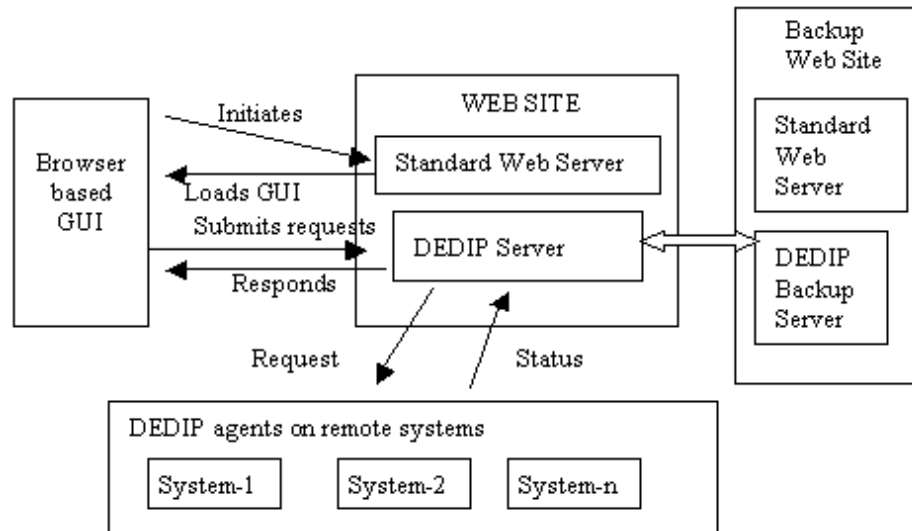 Backup
Web Site
Standard
Web
Server
DEDIP
Backup
Server
WEB SITE
Standard Web Server
DEDIP Server
Browser
based
GUI
Initiates
Loads GUI
Submits requests
Responds
Request
Status
DEDIP agents on remote systems
System-1
System-2
System-n